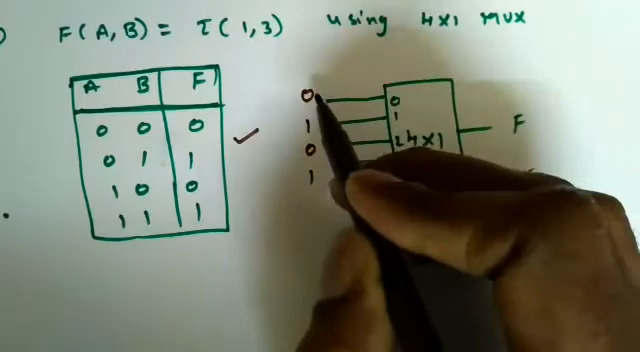 F(A,B) = Σ(1,3) using 4x1 mux
A B F
0 0 0
0 1 1
1 0 0
1 1 1
0 0
1 1
0 2 4x1
1
F